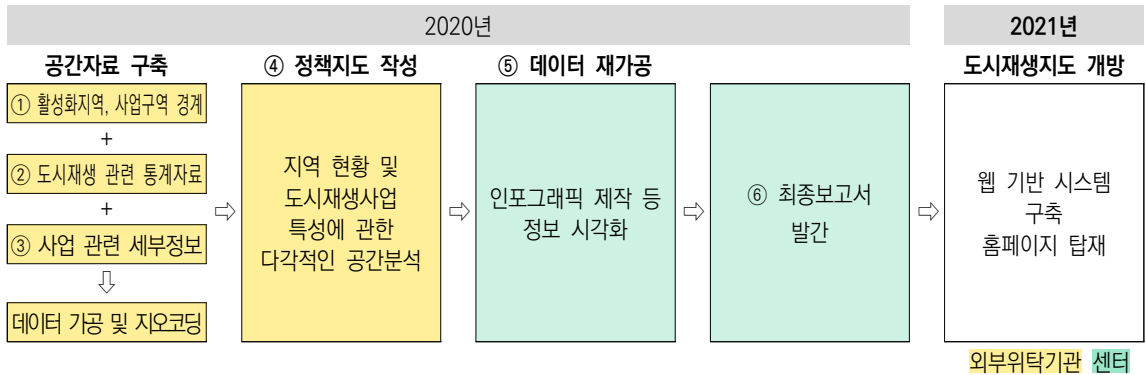 2020년
2021년
공간자료 구축
④ 정책지도 작성
⑤ 데이터 재가공
도시재생지도 개방
① 활성화지역, 사업구역 경계
+
② 도시재생 관련 통계자료
+
③ 사업 관련 세부정보
⇩
데이터 가공 및 지오코딩
⇨
지역 현황 및
도시재생사업
특성에 관한
다각적인 공간분석
⇨
인포그래픽 제작 등
정보 시각화
⇨
⑥ 최종보고서
발간
⇨
웹 기반 시스템
구축
홈페이지 탑재
외부위탁기관 센터